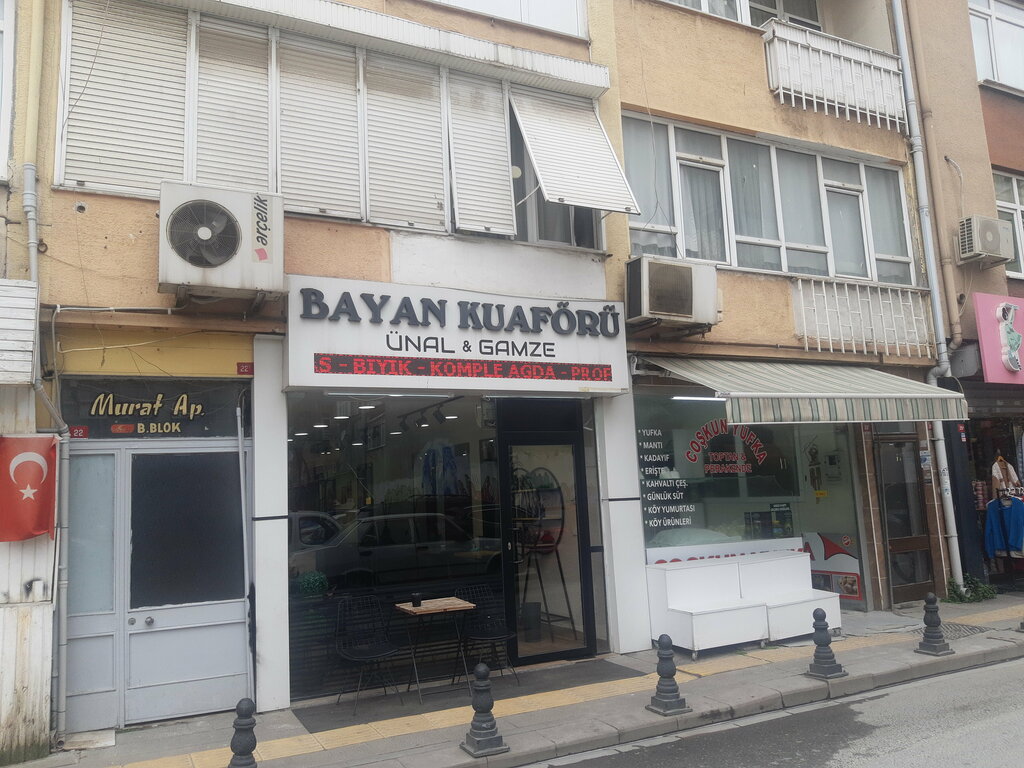 arçelik
BAYAN KUAFÖRÜ
ÜNAL & GAMZE
S - BIYIK - KOMPLE AĞDA - PROF
22
Murat Ap.
B.BLOK
22
COŞKUN YUFKA
TOPTAN &
PERAKENDE
* YUFKA
* MANTI
* KADAYIF
* ERİŞTE
* KAHVALTI ÇEŞ.
* GÜNLÜK SÜT
* KÖY YUMURTASI
* KÖY ÜRÜNLERİ